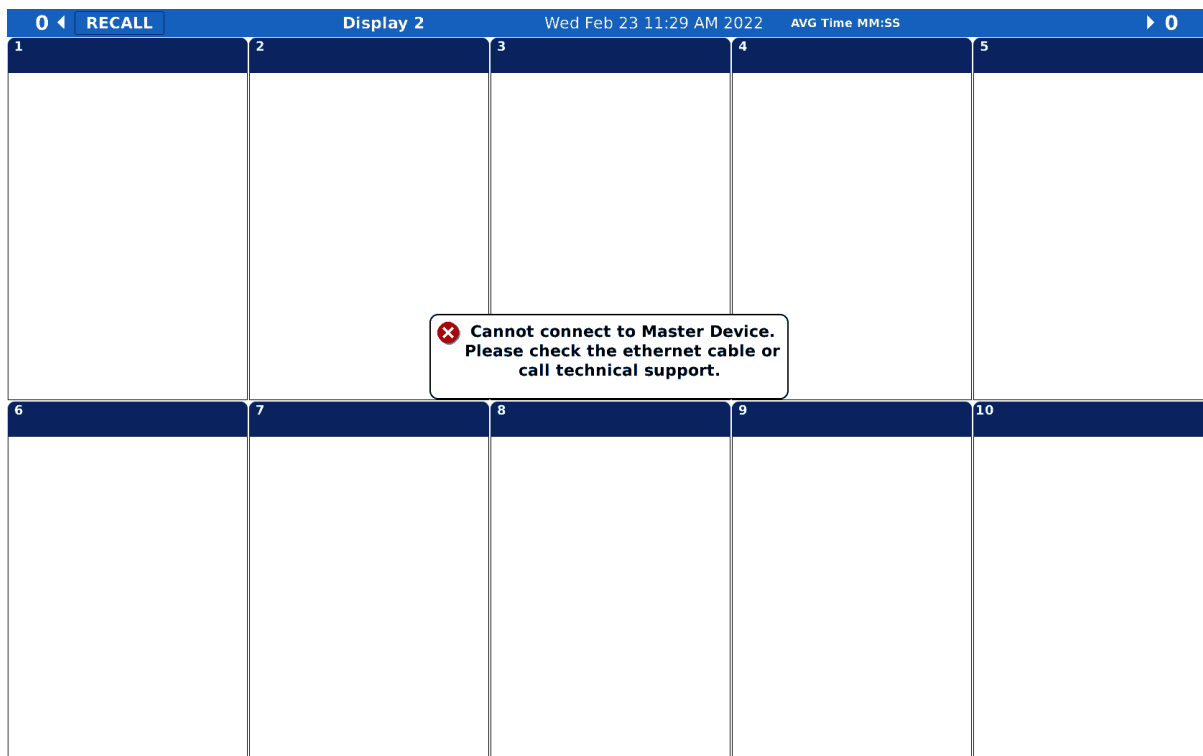 0 RECALL Display 2 Wed Feb 23 11:29 AM 2022 AVG Time MM:SS 0
1 2 3 4 5
Cannot connect to Master Device.
Please check the ethernet cable or
call technical support.
6 7 8 9 10